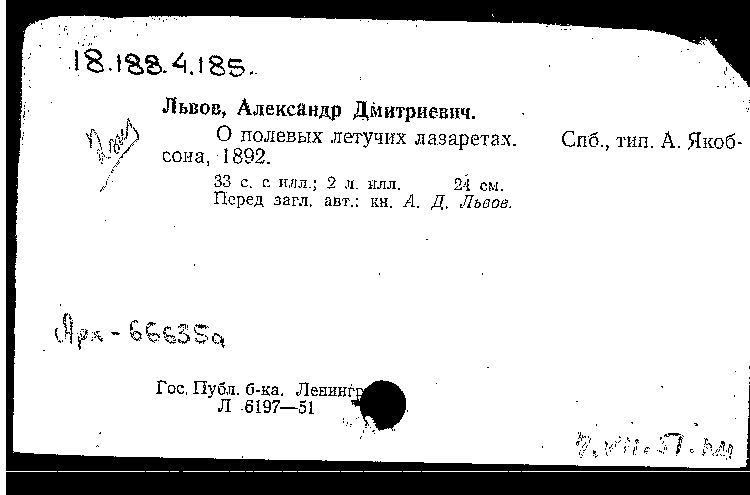 18.188.4.185.
Львов, Александр Дмитриевич.
О полевых летучих лазаретах. Спб., тип. А. Якоб-
сона, 1892.
33 с. с илл.; 2 л. илл. 24 см.
Перед загл. авт.: кн. А. Д. Львов.
Арх-66635а
Гос. Публ. б-ка. Ленингр
Л 6197—51